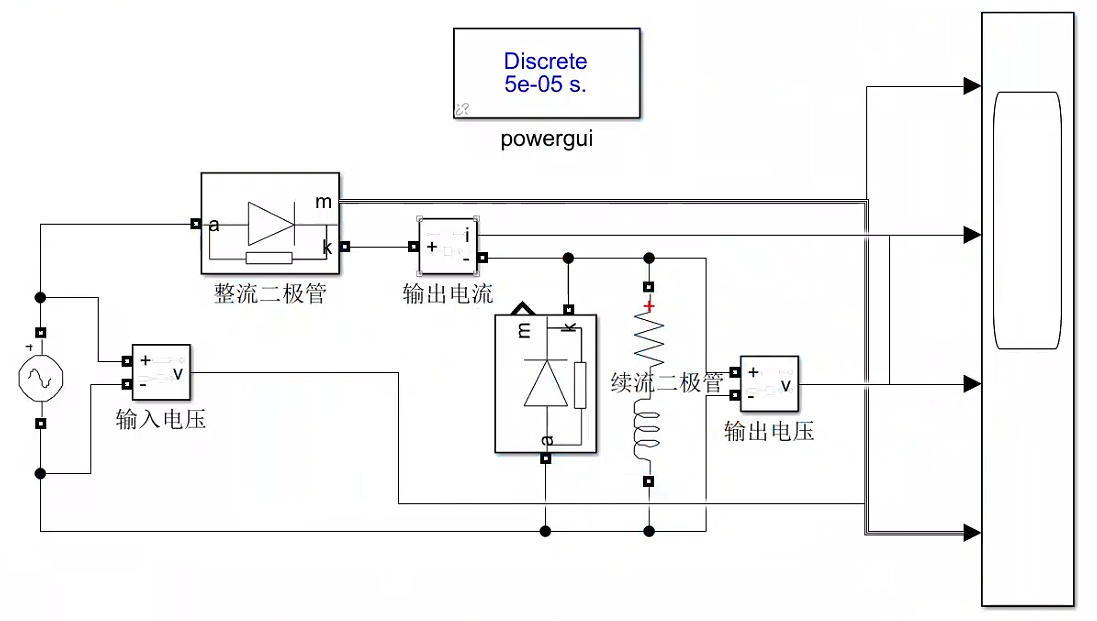 Discrete
5e-05 s.
powergui
m
a
k
整流二极管
+
i
-
输出电流
m
k
a
+
续流二极管
+
+
v
-
输入电压
+
v
-
输出电压